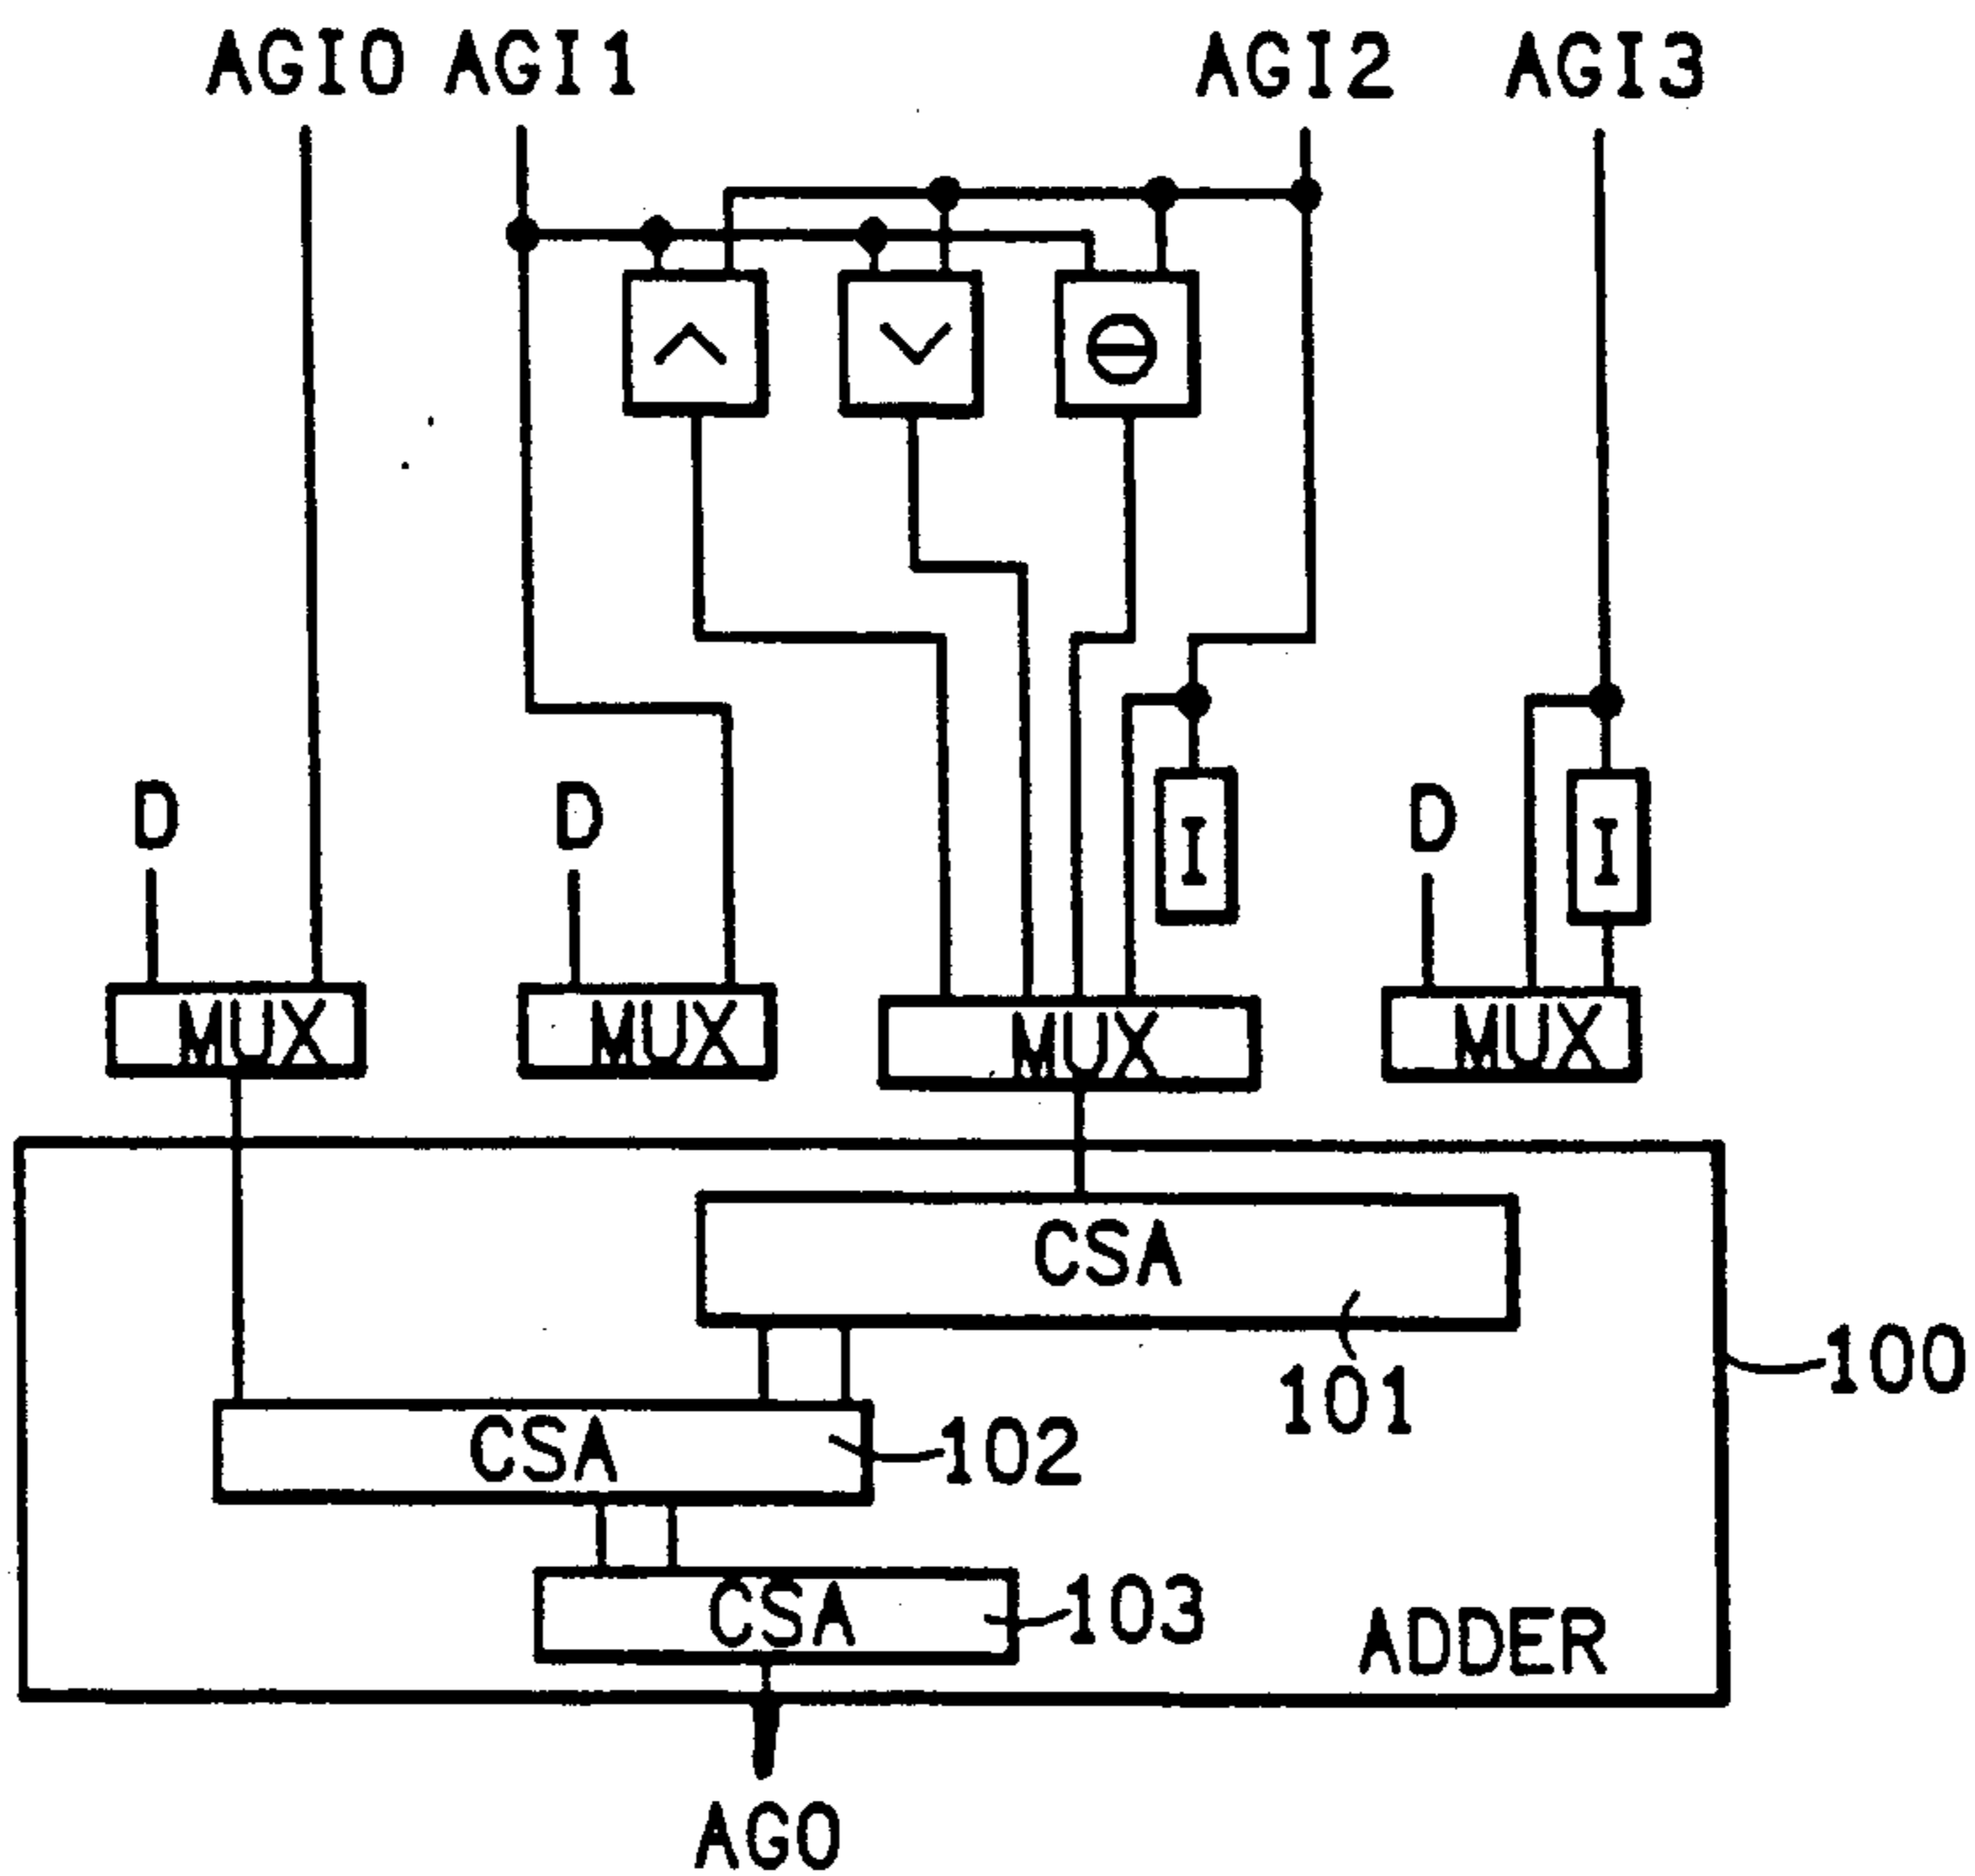 AGI0 AGI1 AGI2 AGI3
∧ ∨ ⊖
D D I D I
MUX MUX MUX MUX
CSA
101
100
CSA
102
CSA
103
ADDER
AGO